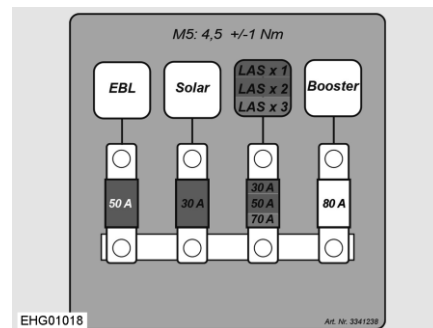 M5: 4,5 +/-1 Nm
EBL
Solar
LAS x 1
LAS x 2
LAS x 3
Booster
50 A
30 A
30 A
50 A
70 A
80 A
EHG01018
Art. Nr. 3341238